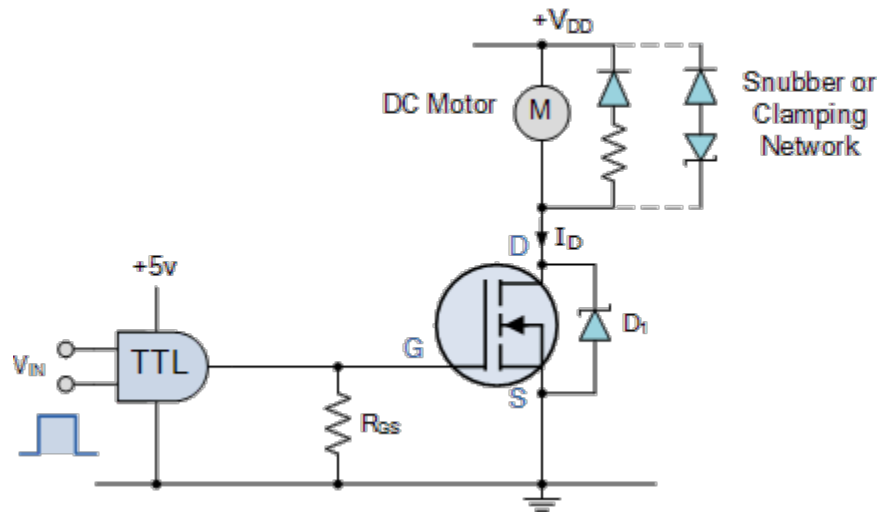 +VDD
DC Motor
M
Snubber or
Clamping
Network
D
ID
+5v
VIN
TTL
G
D1
S
RGS